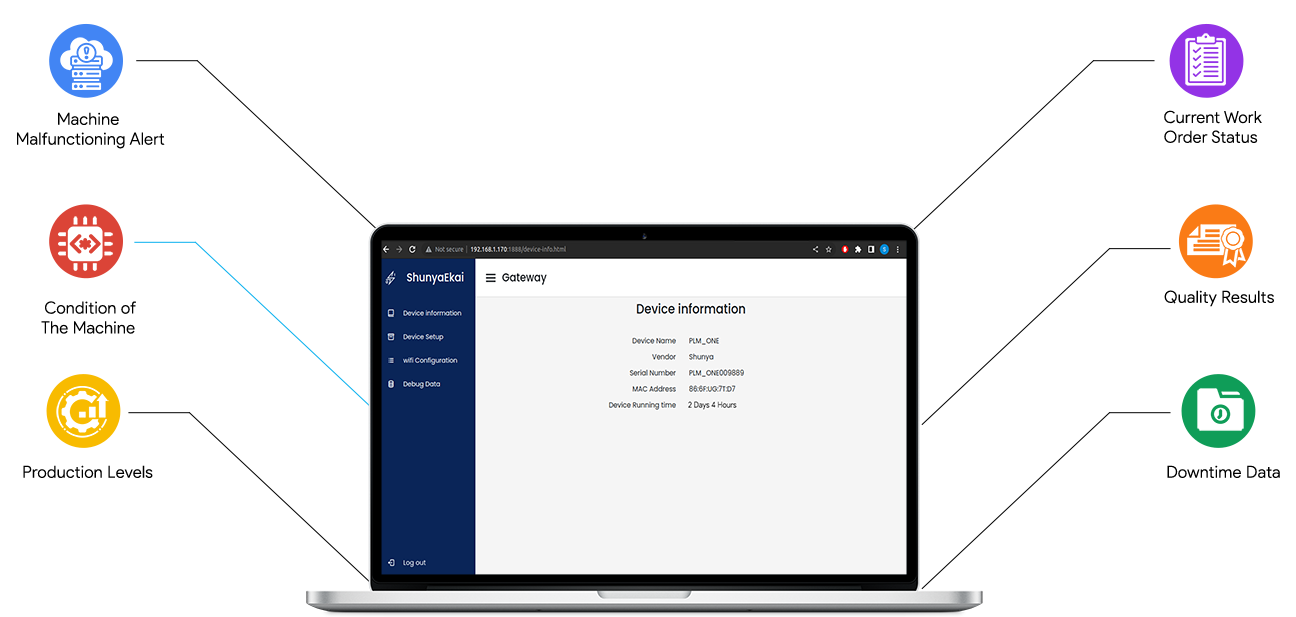 Machine
Malfunctioning Alert
Condition of
The Machine
Production Levels
Not secure | 192.168.1.170:1888/device-info.html
S
ShunyaEkai
Gateway
Device information
Device Setup
wifi Configuration
Debug Data
Log out
Device information
Device Name PLM_ONE
Vendor Shunya
Serial Number PLM_ONE009889
MAC Address 86:6F:UG:7T:D7
Device Running time 2 Days 4 Hours
Current Work
Order Status
Quality Results
Downtime Data